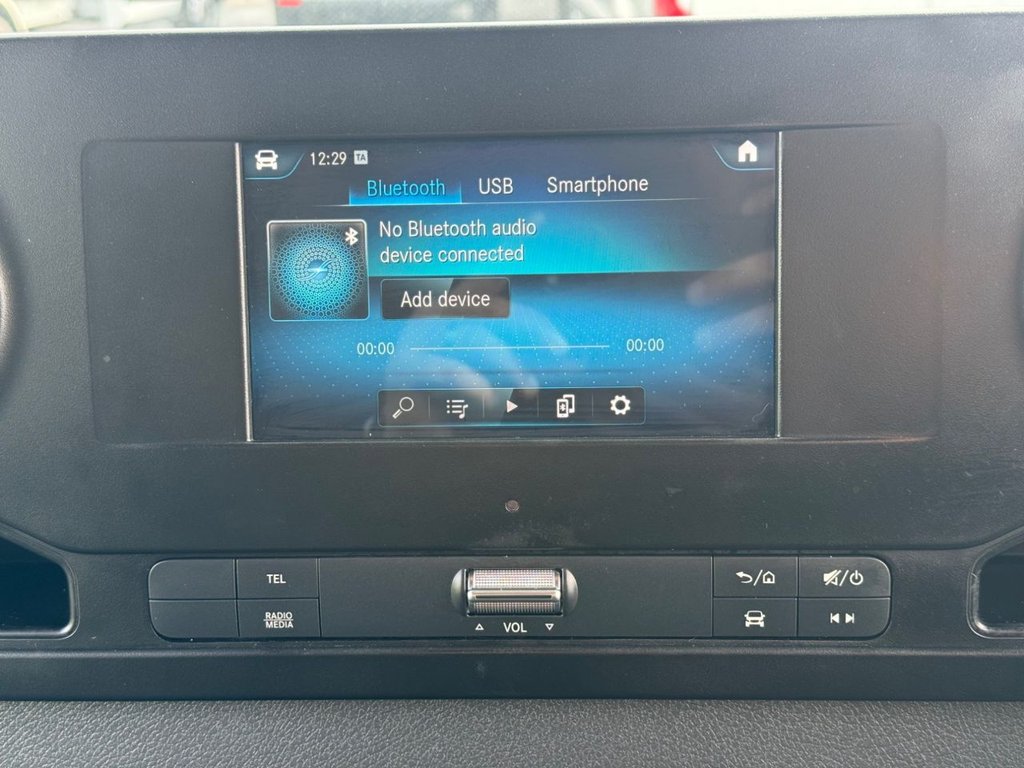 12:29 TA
Bluetooth USB Smartphone
No Bluetooth audio
device connected
Add device
00:00 00:00
TEL
RADIO
MEDIA
VOL